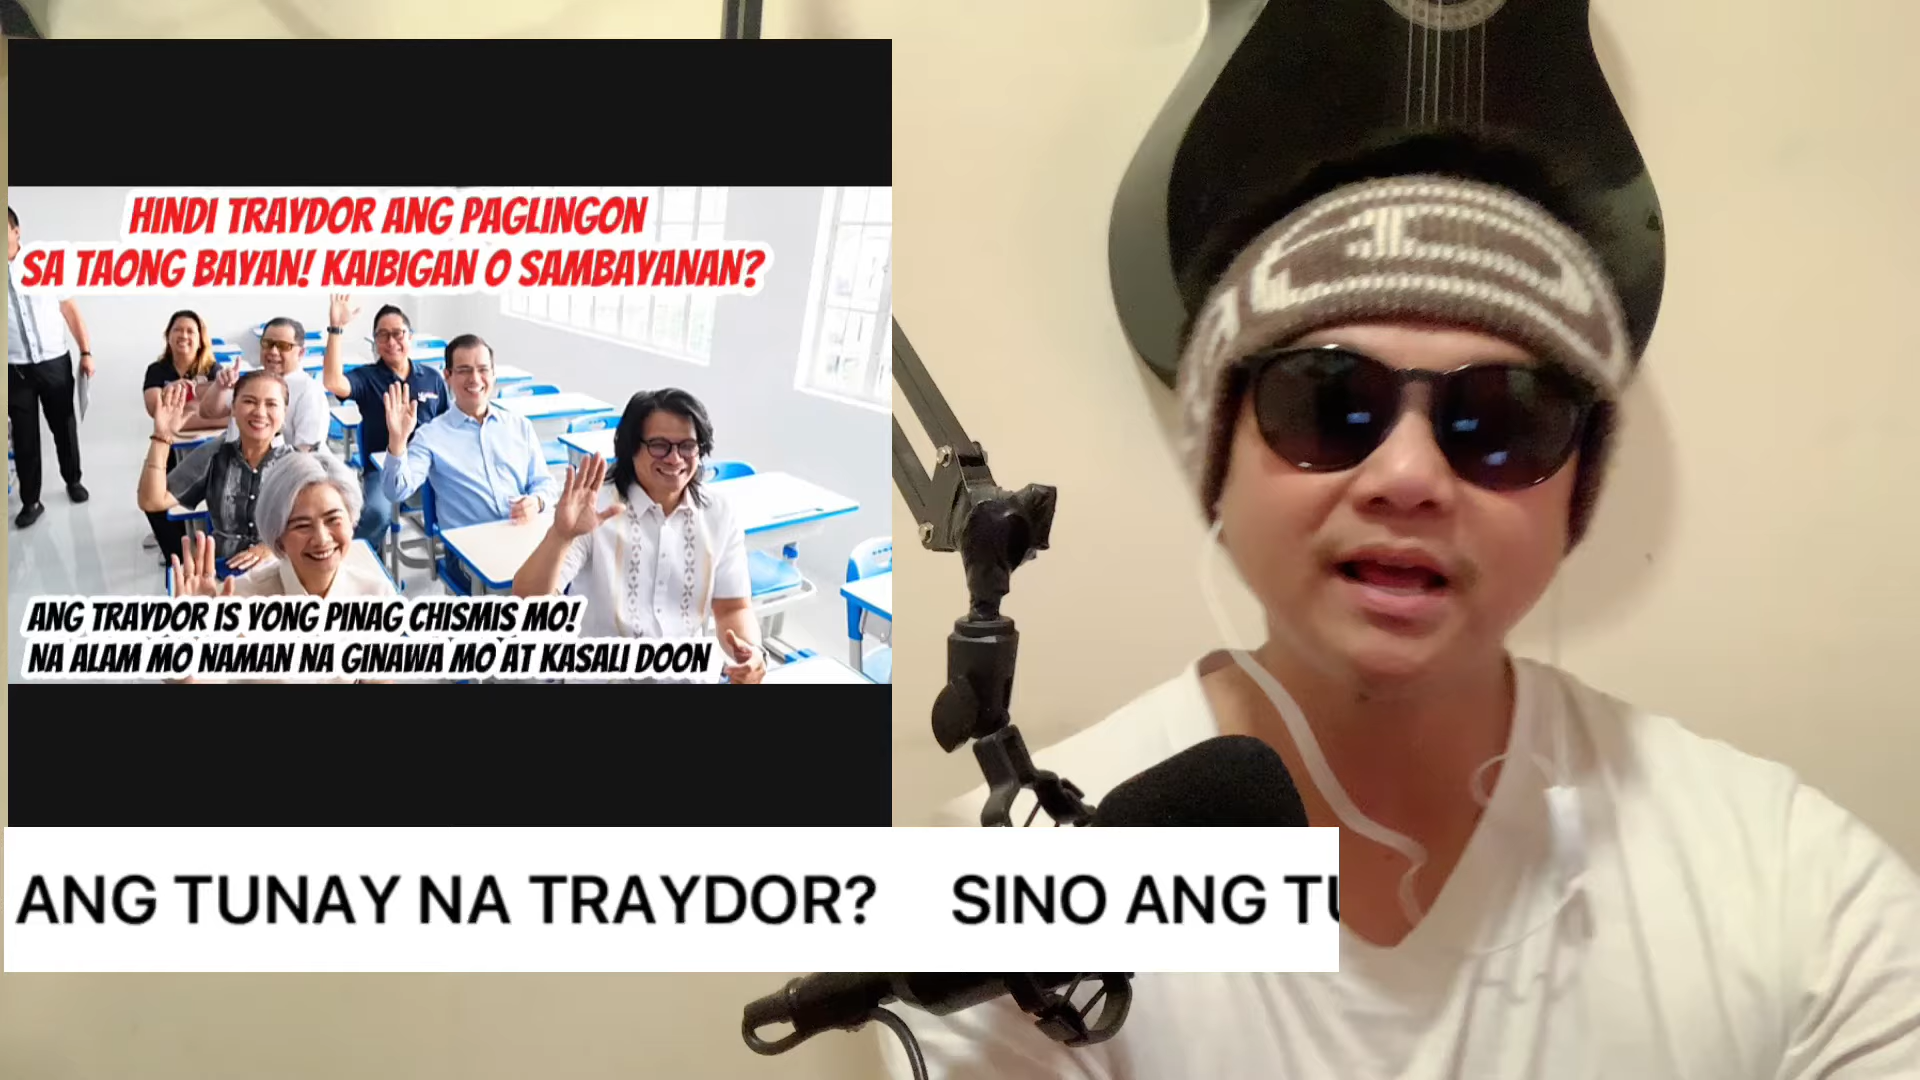 HINDI TRAYDOR ANG PAGLINGON
SA TAONG BAYAN! KAIBIGAN O SAMBAYANAN?
ANG TRAYDOR IS YONG PINAG CHISMIS MO!
NA ALAM MO NAMAN NA GINAWA MO AT KASALI DOON
ANG TUNAY NA TRAYDOR? SINO ANG TU